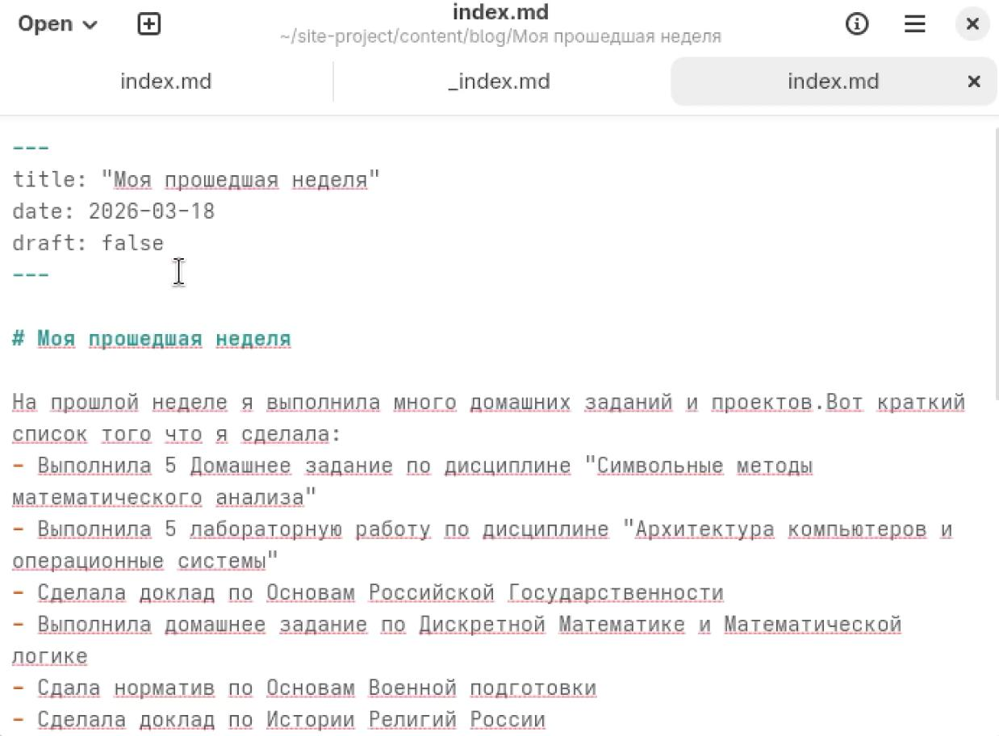 Open
index.md
~/site-project/content/blog/Моя прошедшая неделя
index.md
_index.md
index.md
---
title: "Моя прошедшая неделя"
date: 2026-03-18
draft: false
---
# Моя прошедшая неделя
На прошлой неделе я выполнила много домашних заданий и проектов.Вот краткий
список того что я сделала:
- Выполнила 5 Домашнее задание по дисциплине "Символьные методы
математического анализа"
- Выполнила 5 лабораторную работу по дисциплине "Архитектура компьютеров и
операционные системы"
- Сделала доклад по Основам Российской Государственности
- Выполнила домашнее задание по Дискретной Математике и Математической
логике
- Сдала норматив по Основам Военной подготовки
- Сделала доклад по Истории Религий России